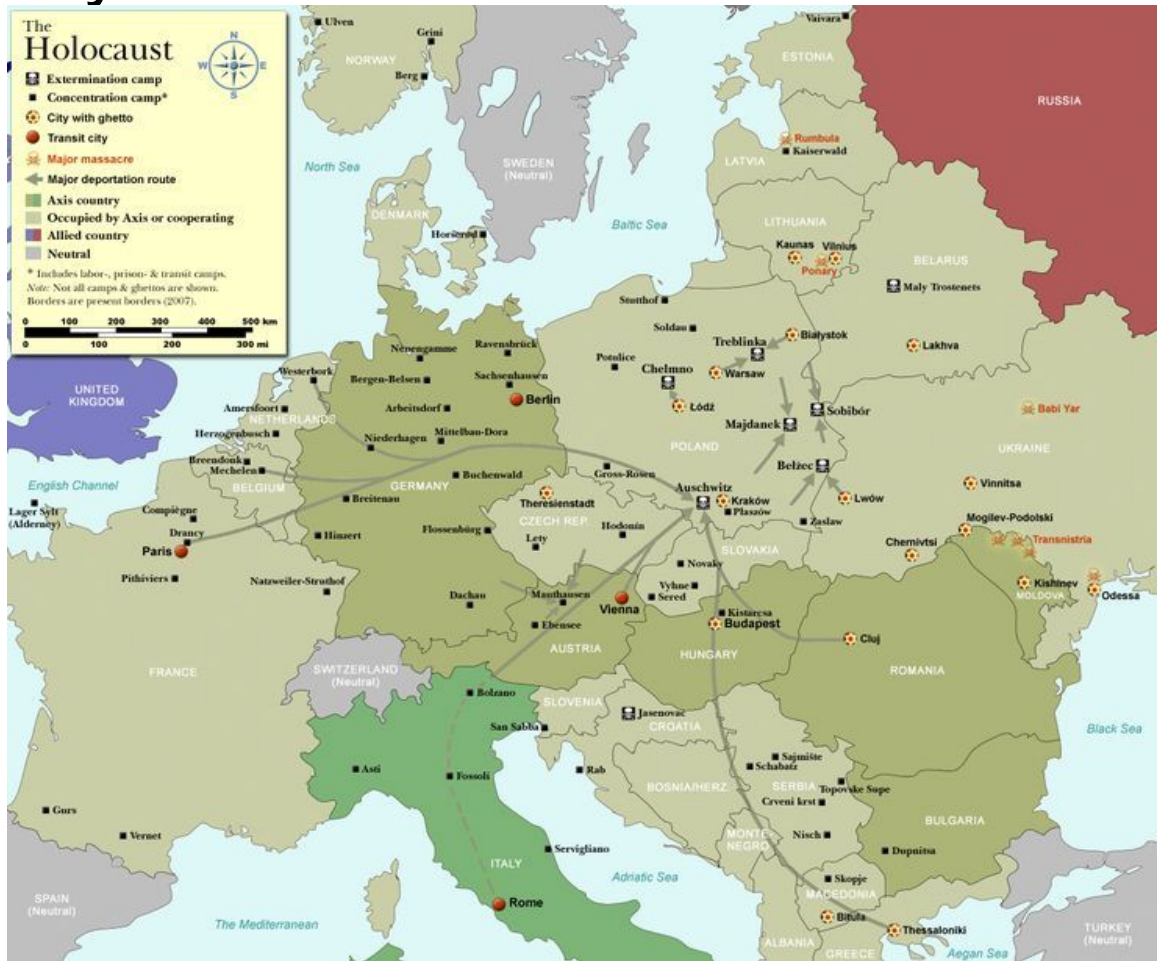 The
Holocaust
N
W
E
S
Extermination camp
Concentration camp*
City with ghetto
Transit city
Major massacre
Major deportation route
Axis country
Occupied by Axis or cooperating
Allied country
Neutral
* Includes labor-, prison- & transit camps.
Note: Not all camps & ghettos are shown.
Borders are present borders (2007).
0 100 200 300 400 500 km
0 100 200 300 mi
Ulven
Grini
NORWAY
Berg
Vaivara
ESTONIA
RUSSIA
North Sea
SWEDEN
(Neutral)
Rumbula
Kaiserwald
LATVIA
DENMARK
Horserød
Baltic Sea
LITHUANIA
Kaunas
Vilnius
Ponary
BELARUS
Maly Trostenets
Stutthof
Soldau
Białystok
Lakhva
Treblinka
Potulice
Chełmno
Warsaw
Łódź
Sobibór
Majdanek
POLAND
Bełżec
Babi Yar
UKRAINE
UNITED
KINGDOM
Westerbork
Amersfoort
NETHERLANDS
Herzogenbusch
Breendonk
Mechelen
BELGIUM
Neuengamme
Ravensbrück
Bergen-Belsen
Sachsenhausen
Arbeitsdorf
Berlin
Niederhagen
Mittelbau-Dora
Buchenwald
Gross-Rosen
GERMANY
Breitenau
English Channel
Lager Sylt
(Alderney)
Compiègne
Drancy
Paris
Pithiviers
Hinzert
Natzweiler-Struthof
Flossenbürg
Theresienstadt
CZECH REP.
Lety
Hodonín
Auschwitz
Kraków
Płaszów
Lwów
Zaslaw
Vinnitsa
Mogilev-Podolski
Transnistria
Chernivtsi
SLOVAKIA
Novaky
Vyhne
Sered
Kishinev
MOLDOVA
Odessa
Dachau
Mauthausen
Vienna
Ebensee
AUSTRIA
Kistarcsa
Budapest
HUNGARY
Cluj
ROMANIA
FRANCE
SWITZERLAND
(Neutral)
Bolzano
SLOVENIA
San Sabba
Jasenovac
CROATIA
Black Sea
Asti
Fossoli
Rab
BOSNIA/HERZ.
Sajmište
Schabatz
SERBIA
Topovske Supe
Crveni krst
Nisch
BULGARIA
Dupnitsa
Gurs
Vernet
MONTE-
NEGRO
ITALY
Servigliano
Adriatic Sea
Skopje
MACEDONIA
Bitula
SPAIN
(Neutral)
The Mediterranean
Rome
Thessaloniki
ALBANIA
GREECE
Aegan Sea
TURKEY
(Neutral)